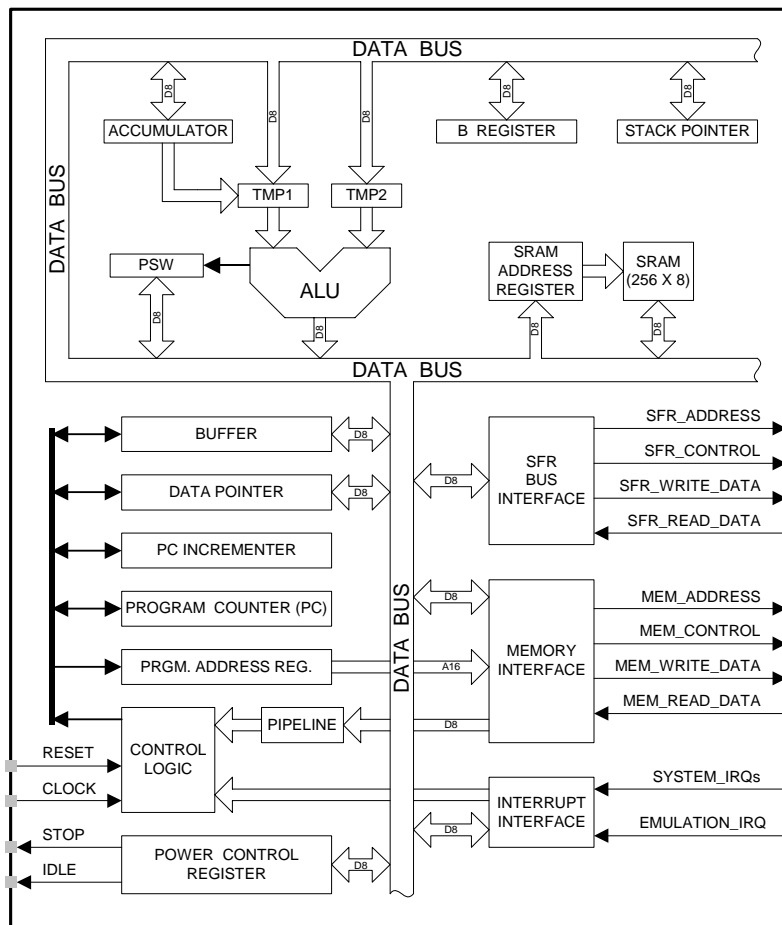 DATA BUS
D8
D8
D8
D8
D8
ACCUMULATOR
B REGISTER
STACK POINTER
DATA BUS
TMP1
TMP2
PSW
ALU
SRAM
ADDRESS
REGISTER
SRAM
(256 X 8)
D8
D8
D8
D8
DATA BUS
BUFFER
D8
DATA POINTER
D8
PC INCREMENTER
PROGRAM COUNTER (PC)
PRGM. ADDRESS REG.
A16
DATA BUS
D8
SFR
BUS
INTERFACE
SFR_ADDRESS
SFR_CONTROL
SFR_WRITE_DATA
SFR_READ_DATA
D8
MEMORY
INTERFACE
MEM_ADDRESS
MEM_CONTROL
MEM_WRITE_DATA
MEM_READ_DATA
CONTROL
LOGIC
PIPELINE
D8
RESET
CLOCK
INTERRUPT
INTERFACE
SYSTEM_IRQs
EMULATION_IRQ
D8
STOP
IDLE
POWER CONTROL
REGISTER
D8